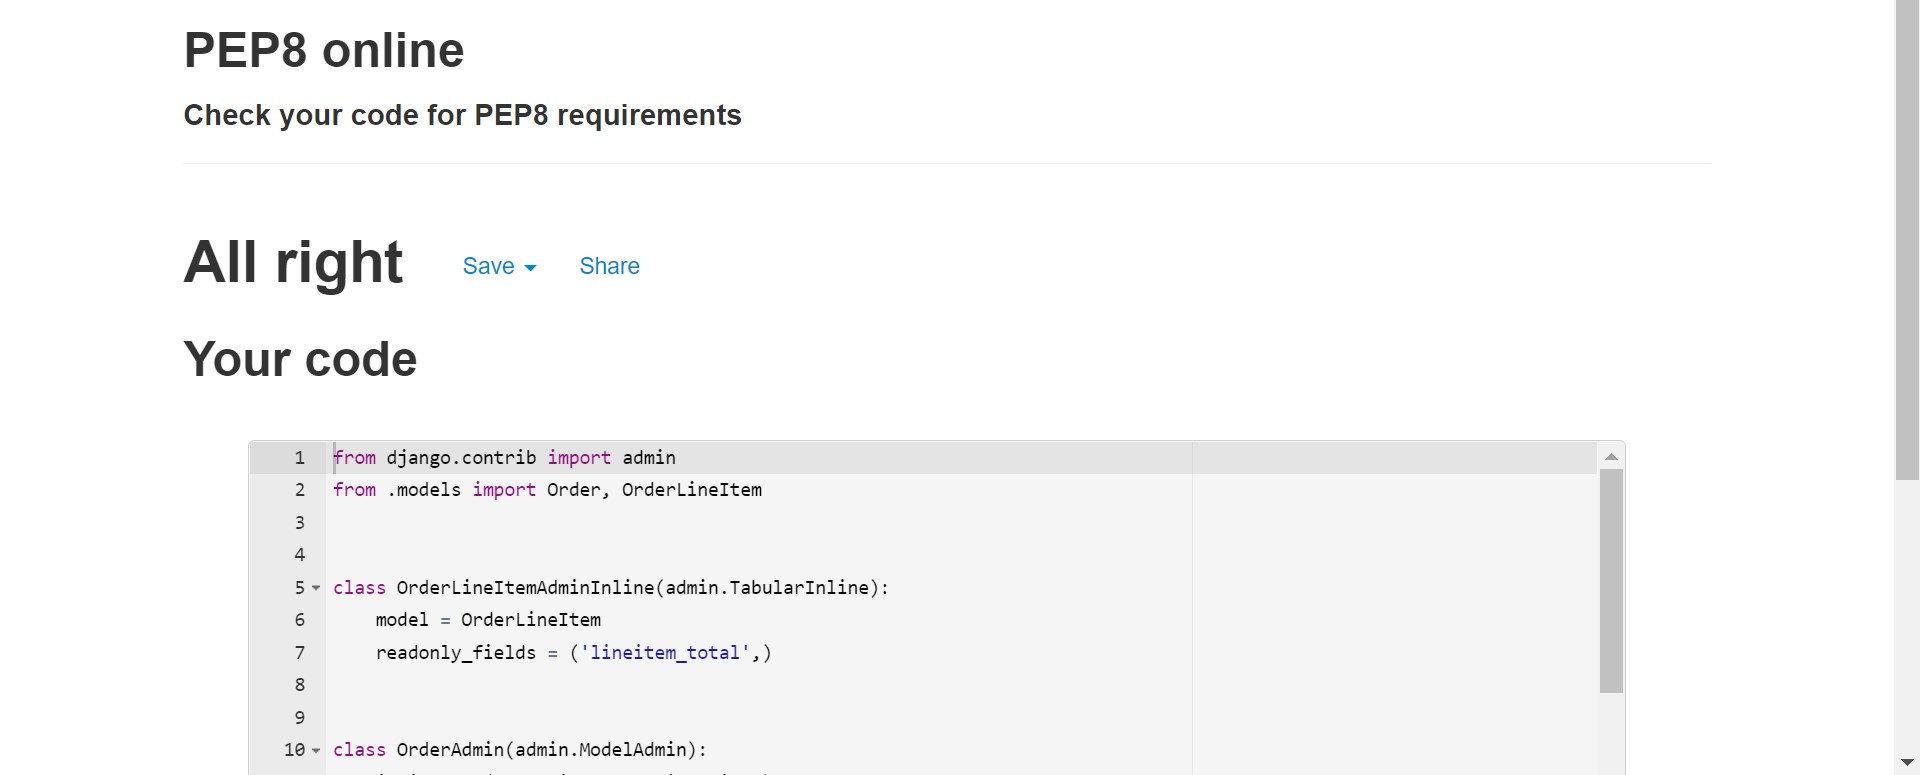 PEP8 online
Check your code for PEP8 requirements
All right Save Share
Your code
1 from django.contrib import admin
2 from .models import Order, OrderLineItem
3
4
5 class OrderLineItemAdminInline(admin.TabularInline):
6     model = OrderLineItem
7     readonly_fields = ('lineitem_total',)
8
9
10 class OrderAdmin(admin.ModelAdmin):